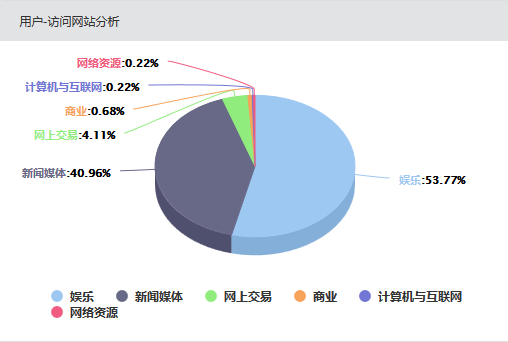 用户-访问网站分析
网络资源:0.22%
计算机与互联网:0.22%
商业:0.68%
网上交易:4.11%
新闻媒体:40.96%
娱乐:53.77%
娱乐 新闻媒体 网上交易 商业 计算机与互联网
网络资源